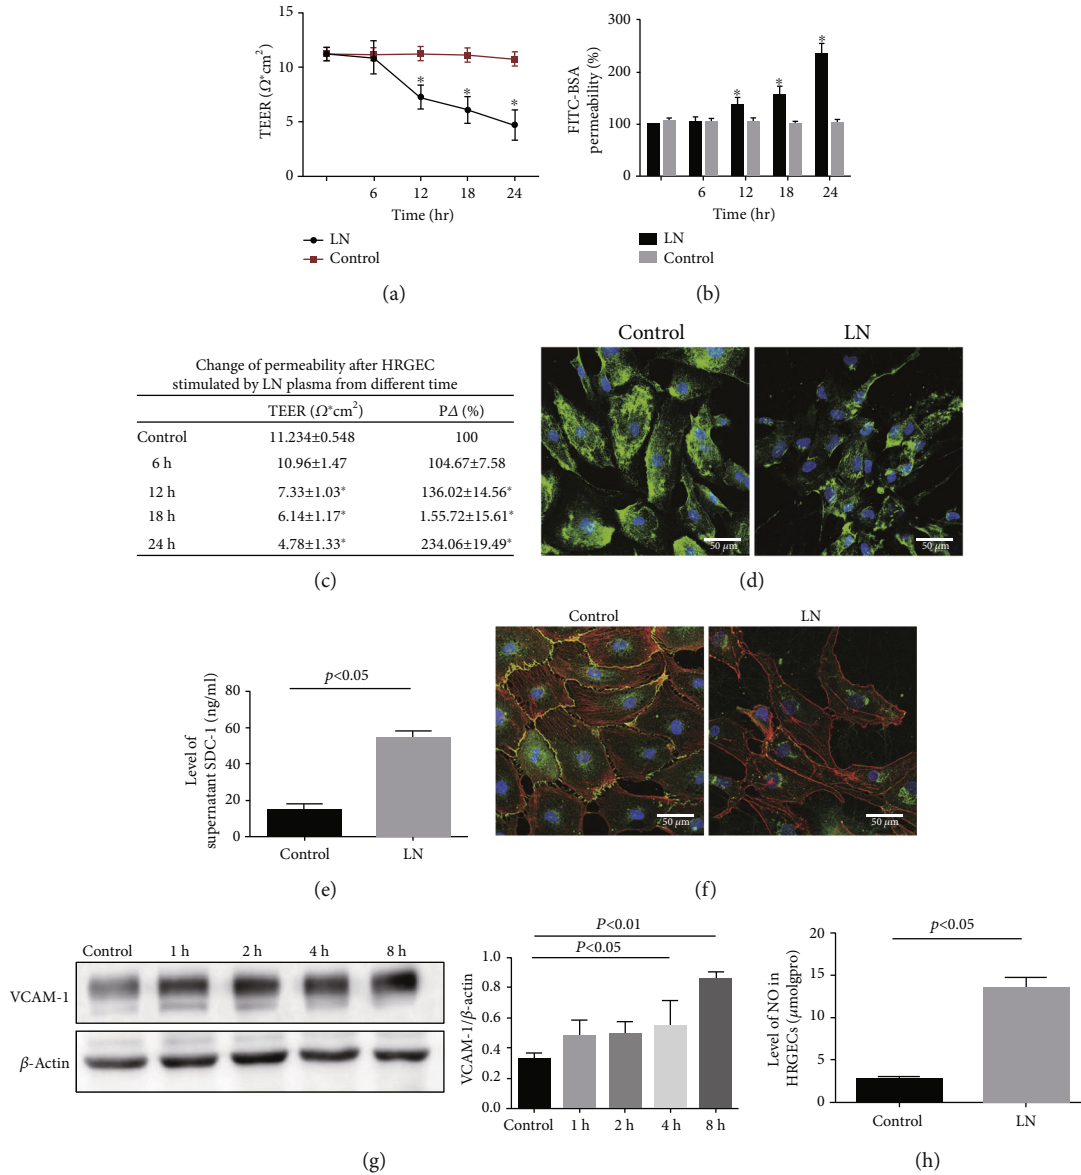 15
10
5
0
TEER (Ω*cm²)
*
*
*
6 12 18 24
Time (hr)
LN
Control
(a)
300
200
100
0
FITC-BSA
permeability (%)
*
*
*
6 12 18 24
Time (hr)
LN
Control
(b)
Change of permeability after HRGEC
stimulated by LN plasma from different time
TEER (Ω*cm²) PΔ (%)
Control 11.234±0.548 100
6 h 10.96±1.47 104.67±7.58
12 h 7.33±1.03* 136.02±14.56*
18 h 6.14±1.17* 1.55.72±15.61*
24 h 4.78±1.33* 234.06±19.49*
(c)
Control LN
50 μm 50 μm
(d)
p<0.05
80
60
40
20
0
Level of
supernatant SDC-1 (ng/ml)
Control LN
(e)
Control LN
50 μm 50 μm
(f)
Control 1 h 2 h 4 h 8 h
VCAM-1
β-Actin
P<0.01
P<0.05
1.0
0.8
0.6
0.4
0.2
0.0
VCAM-1/β-actin
Control 1 h 2 h 4 h 8 h
(g)
p<0.05
20
15
10
5
0
Level of NO in
HRGECs (μmolgpro)
Control LN
(h)